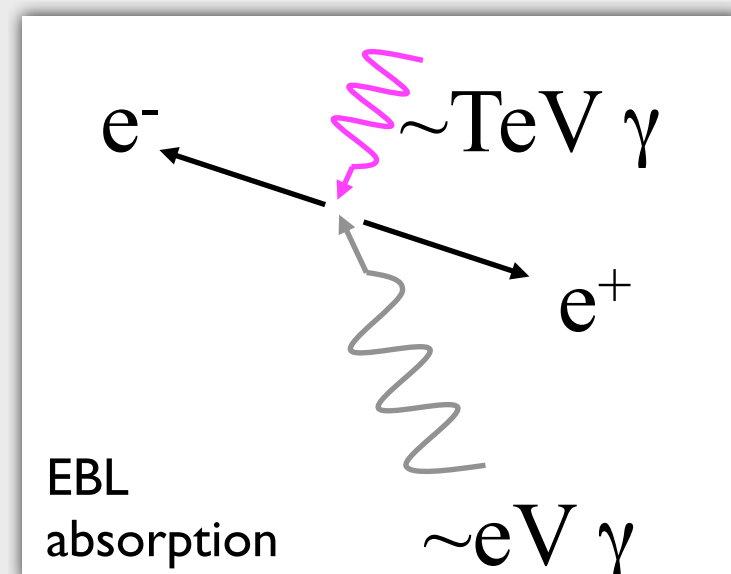 e⁻
~TeV γ
e⁺
EBL
absorption
~eV γ